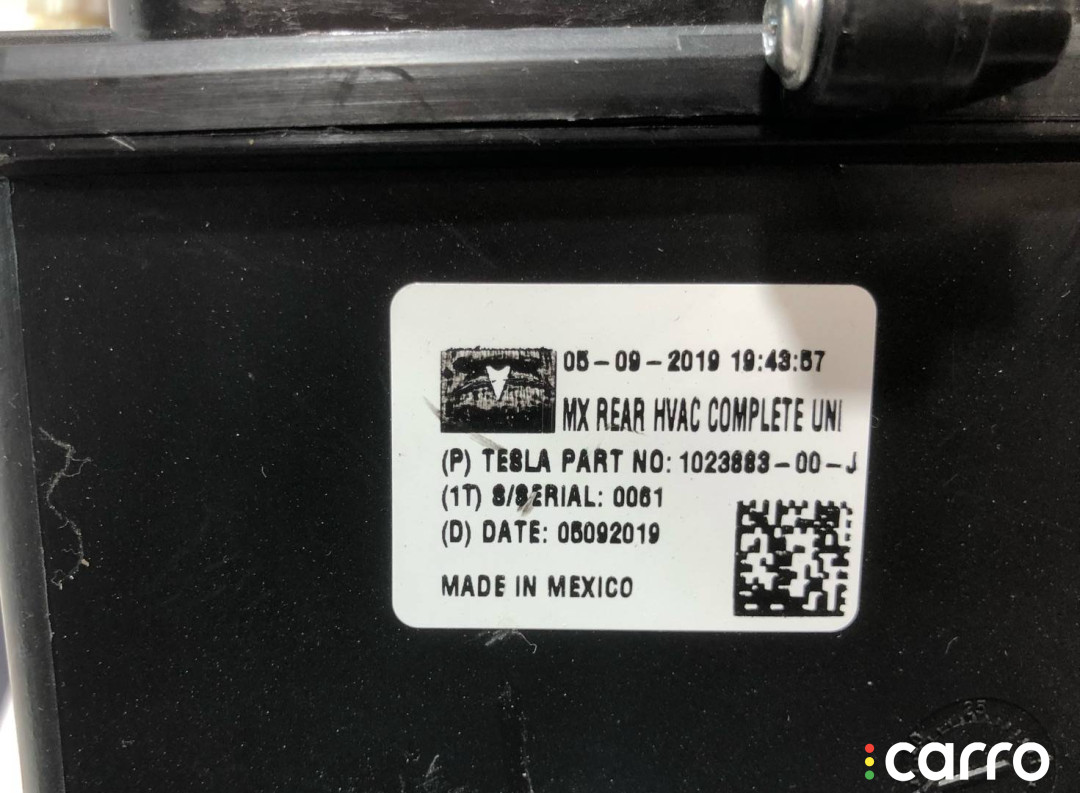 05-09-2019 19:43:57
MX REAR HVAC COMPLETE UNI
(P) TESLA PART NO: 1023883-00-J
(1T) S/SERIAL: 0061
(D) DATE: 05092019
MADE IN MEXICO
25
carro